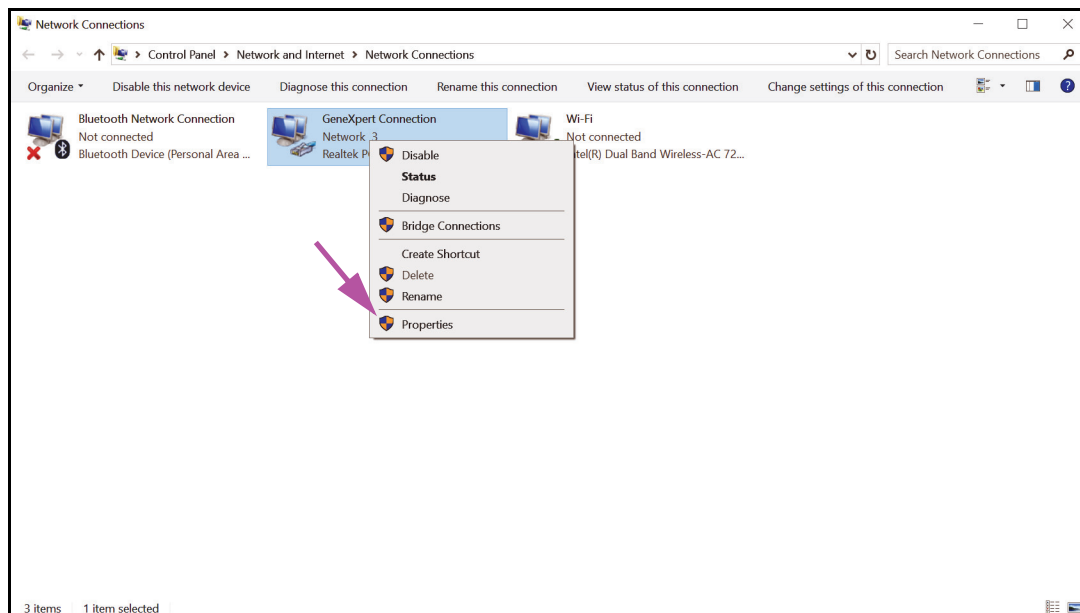 Network Connections
Control Panel > Network and Internet > Network Connections
Search Network Connections
Organize Disable this network device Diagnose this connection Rename this connection View status of this connection Change settings of this connection
Bluetooth Network Connection
Not connected
Bluetooth Device (Personal Area ...
GeneXpert Connection
Network 3
Realtek
Wi-Fi
Not connected
Dual Band Wireless-AC 72...
Disable
Status
Diagnose
Bridge Connections
Create Shortcut
Delete
Rename
Properties
3 items 1 item selected